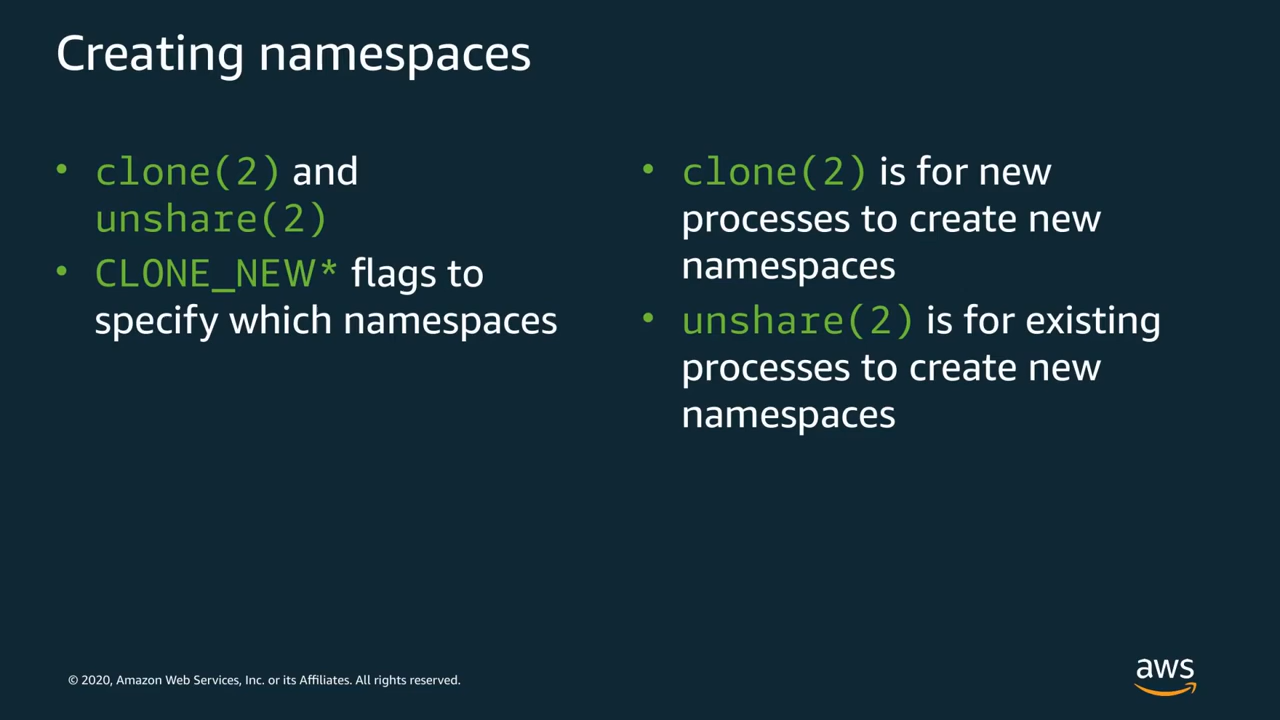 Creating namespaces
• clone(2) and
unshare(2)
• CLONE_NEW* flags to
specify which namespaces
• clone(2) is for new
processes to create new
namespaces
• unshare(2) is for existing
processes to create new
namespaces
© 2020, Amazon Web Services, Inc. or its Affiliates. All rights reserved.
aws